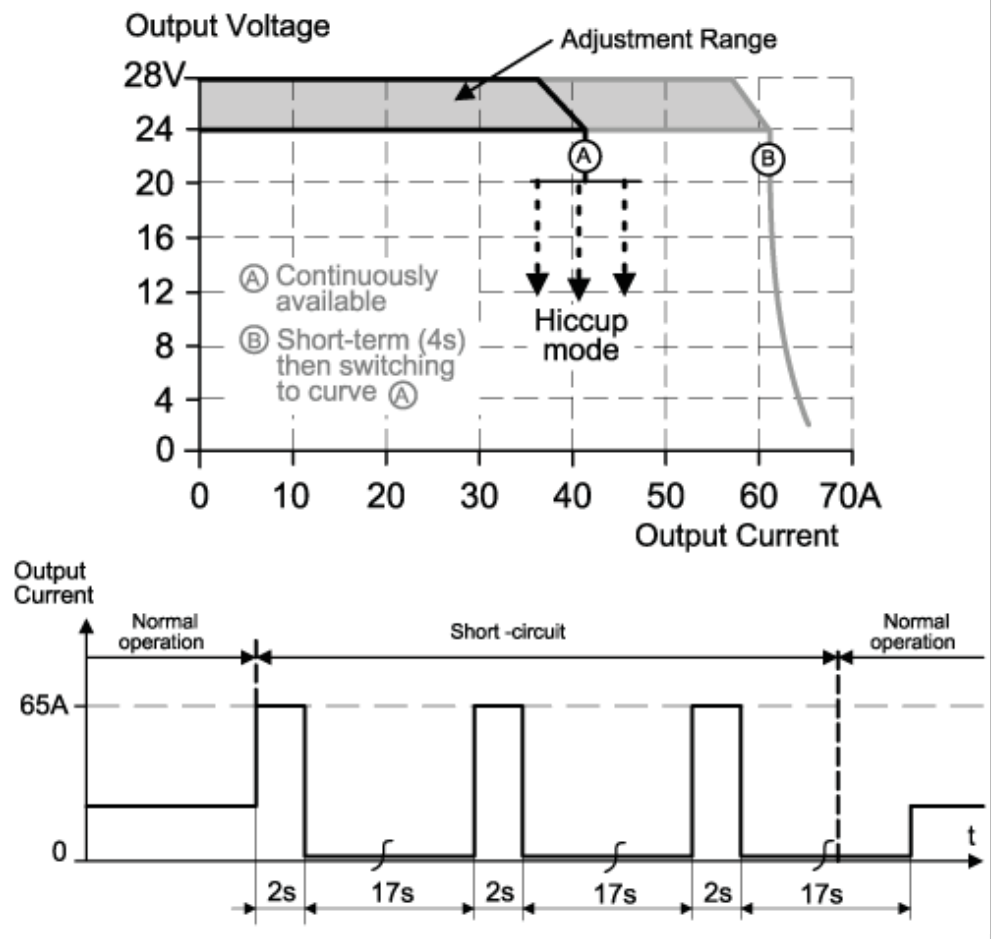 Output Voltage
Adjustment Range
28V
24
20
16
12
8
4
0
A
B
A Continuously
available
B Short-term (4s)
then switching
to curve A
Hiccup
mode
0 10 20 30 40 50 60 70A
Output Current
Output
Current
Normal
operation
Short -circuit
Normal
operation
65A
0
t
2s 17s 2s 17s 2s 17s